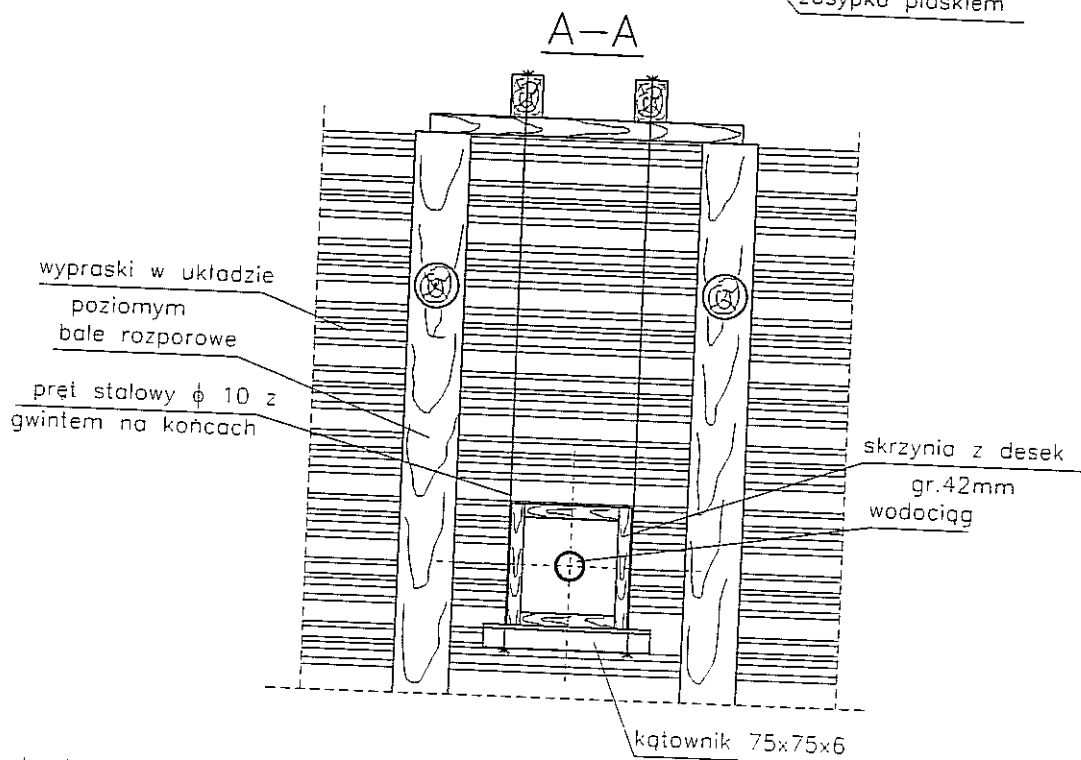 zasypka piaskiem
A-A
wypraski w układzie
poziomym
bale rozporowe
pręt stalowy ϕ 10 z
gwintem na końcach
skrzynia z desek
gr.42mm
wodociąg
kątownik 75x75x6